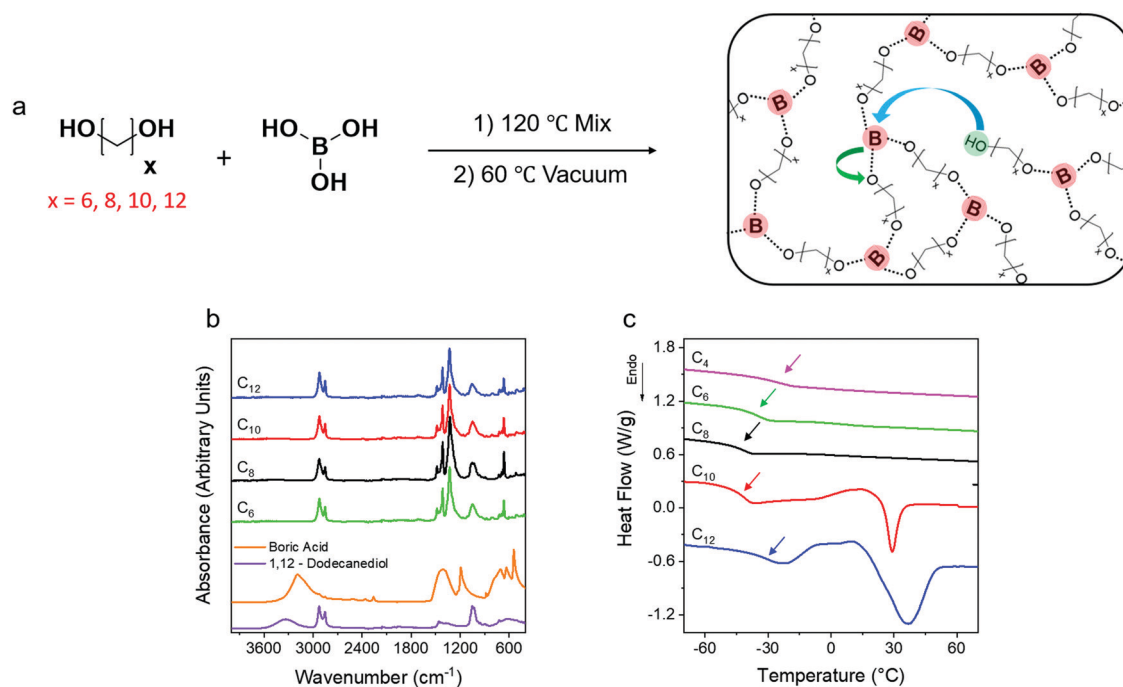 a
HO
OH
x
x = 6, 8, 10, 12
+
HO
OH
B
OH
1) 120 °C Mix
2) 60 °C Vacuum
B
O
O
x
B
O
O
x
B
O
O
x
B
O
HO
x
B
O
O
x
B
O
O
x
B
O
O
x
B
O
O
x
b
Absorbance (Arbitrary Units)
C12
C10
C8
C6
Boric Acid
1,12 - Dodecanediol
3600 3000 2400 1800 1200 600
Wavenumber (cm-1)
c
Heat Flow (W/g)
Endo
1.8
1.2
0.6
0.0
-0.6
-1.2
C4
C6
C8
C10
C12
-60 -30 0 30 60
Temperature (°C)